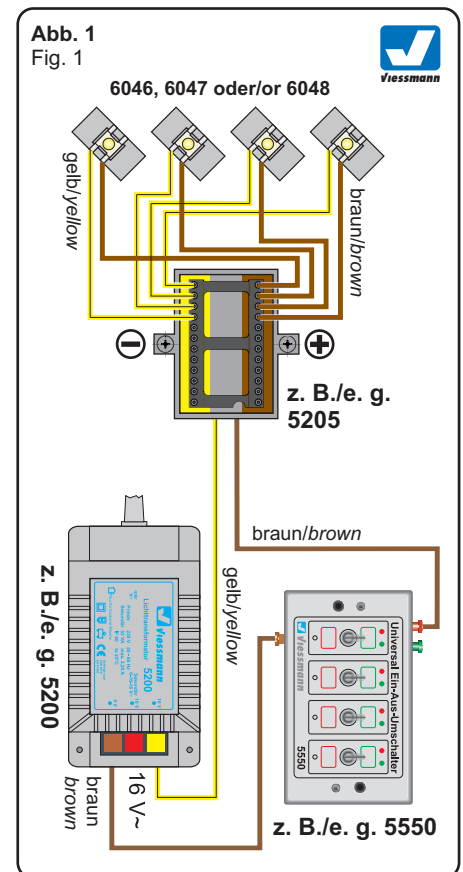 Abb. 1
Fig. 1
Viessmann
6046, 6047 oder/or 6048
gelb/yellow
braun/brown
z. B./e. g.
5205
braun/brown
gelb/yellow
z. B./e. g. 5200
Viessmann
Lichttransformator 5200
16 V~
braun
brown
Universal Ein-Aus-Umschalter
5550
z. B./e. g. 5550